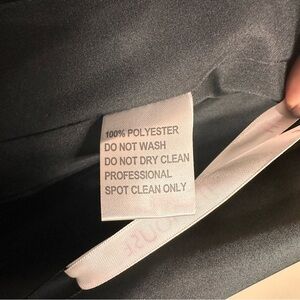 100% POLYESTER
DO NOT WASH
DO NOT DRY CLEAN
PROFESSIONAL
SPOT CLEAN ONLY